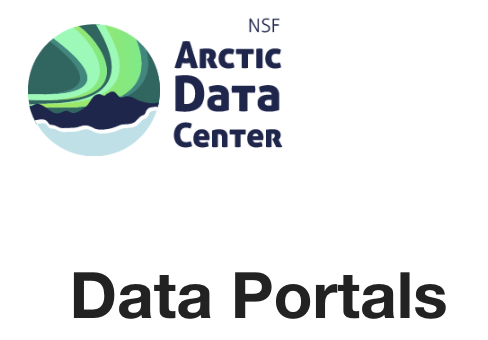 NSF
Arctic
Data
Center
Data Portals